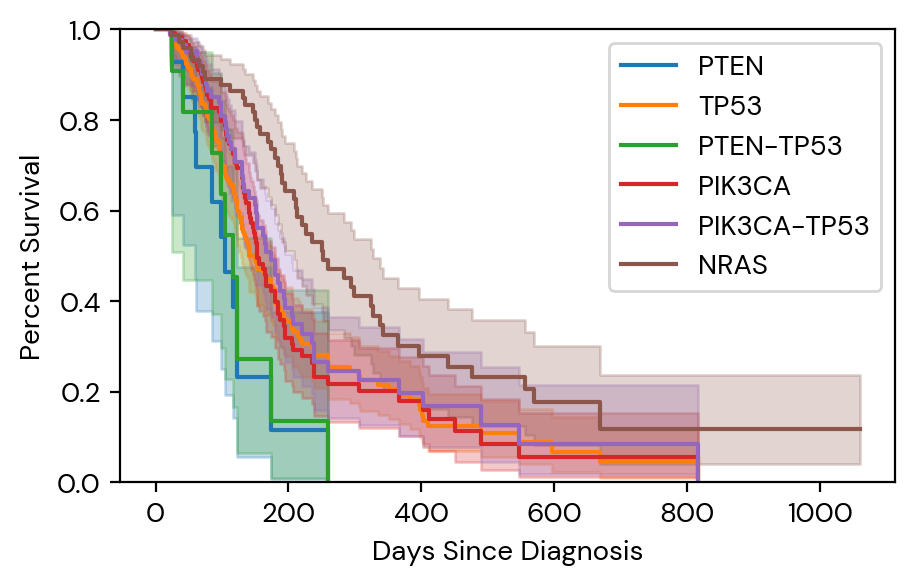 1.0
0.8
0.6
0.4
0.2
0.0
Percent Survival
0
200
400
600
800
1000
Days Since Diagnosis
PTEN
TP53
PTEN-TP53
PIK3CA
PIK3CA-TP53
NRAS